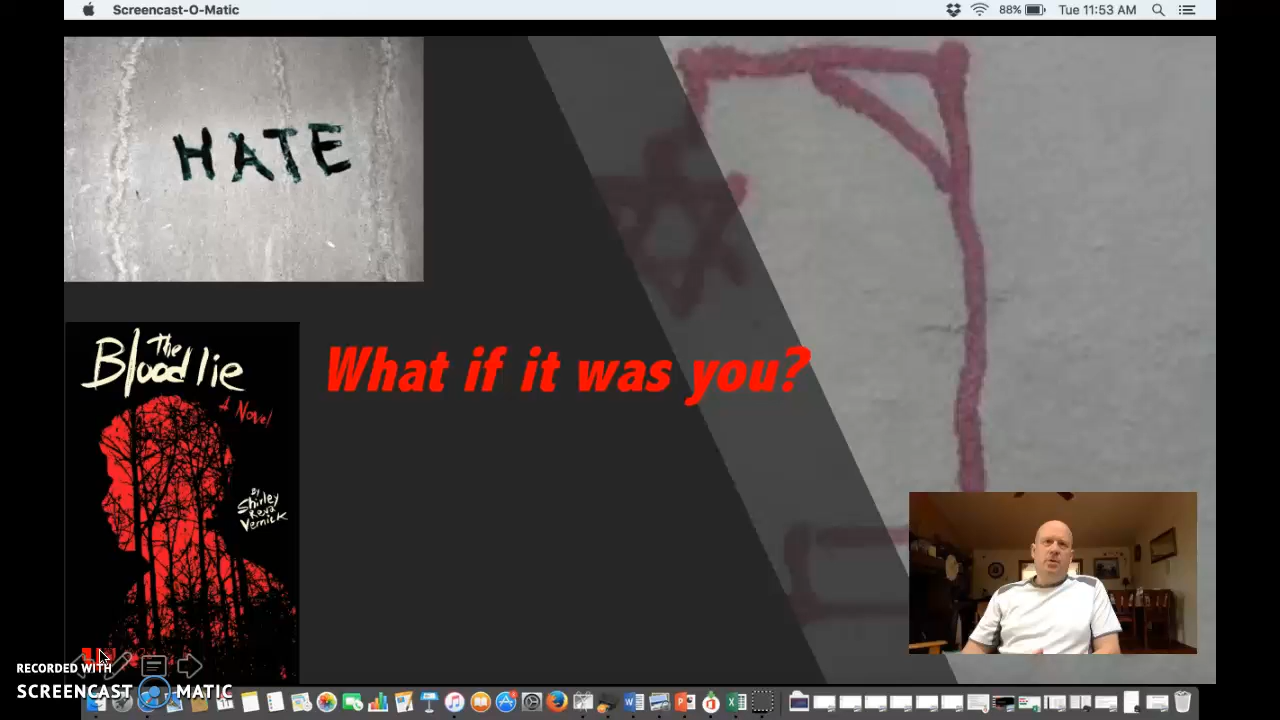 Screencast-O-Matic
88%
Tue 11:53 AM
HATE
The
Blood lie
A Novel
By
Shirley
Reva
Vernick
What if it was you?
RECORDED WITH
SCREENCAST MATIC